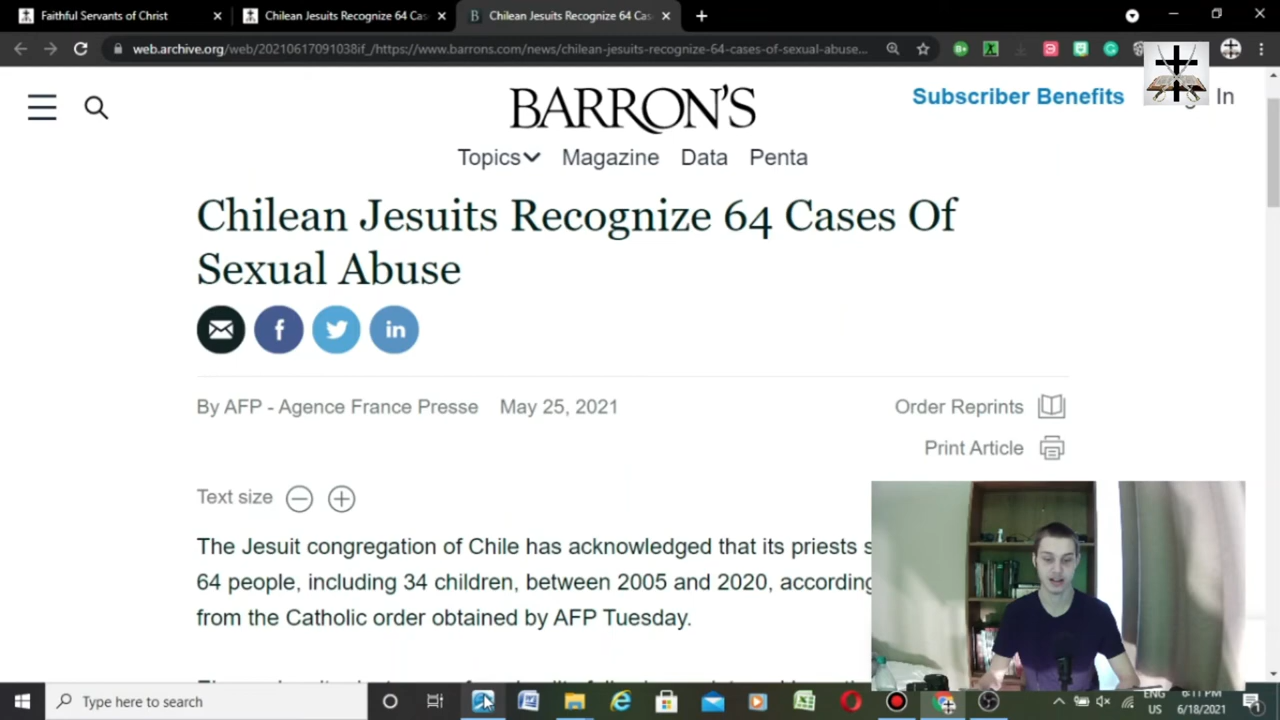 Faithful Servants of Christ
Chilean Jesuits Recognize 64 Cas
Chilean Jesuits Recognize 64 Cas
web.archive.org/web/20210617091038if_/https://www.barrons.com/news/chilean-jesuits-recognize-64-cases-of-sexual-abuse...
BARRON'S
Subscriber Benefits
In
Topics Magazine Data Penta
Chilean Jesuits Recognize 64 Cases Of
Sexual Abuse
By AFP - Agence France Presse May 25, 2021
Order Reprints
Print Article
Text size
The Jesuit congregation of Chile has acknowledged that its priests s
64 people, including 34 children, between 2005 and 2020, according
from the Catholic order obtained by AFP Tuesday.
Type here to search
ENG
US
6:11 PM
6/18/2021